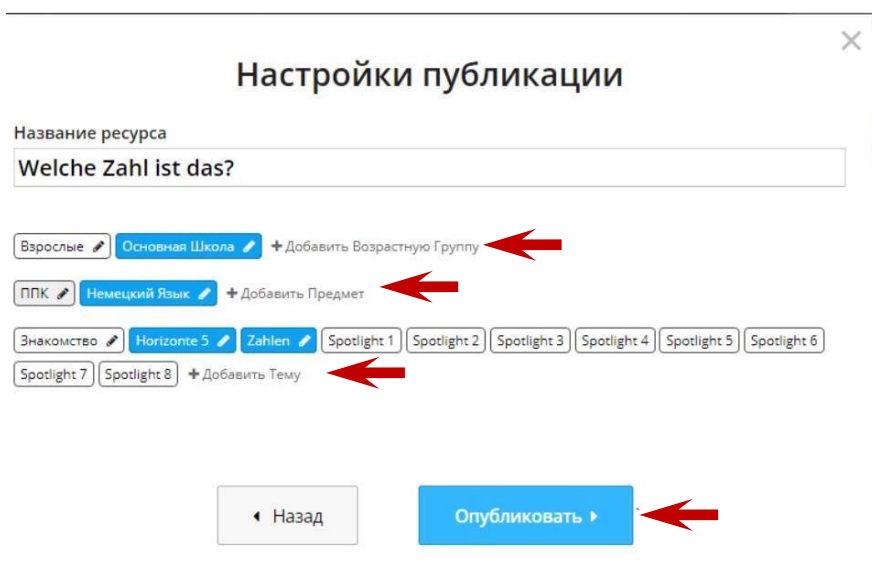 Настройки публикации
Название ресурса
Welche Zahl ist das?
Взрослые Основная Школа + Добавить Возрастную Группу
ППК Немецкий Язык + Добавить Предмет
Знакомство Horizonte 5 Zahlen Spotlight 1 Spotlight 2 Spotlight 3 Spotlight 4 Spotlight 5 Spotlight 6
Spotlight 7 Spotlight 8 + Добавить Тему
Назад Опубликовать